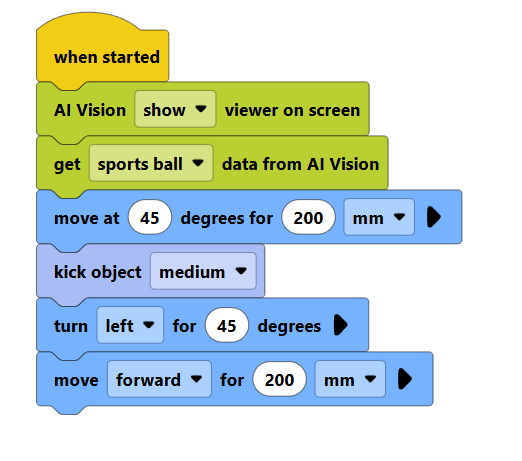 when started
AI Vision show viewer on screen
get sports ball data from AI Vision
move at 45 degrees for 200 mm
kick object medium
turn left for 45 degrees
move forward for 200 mm